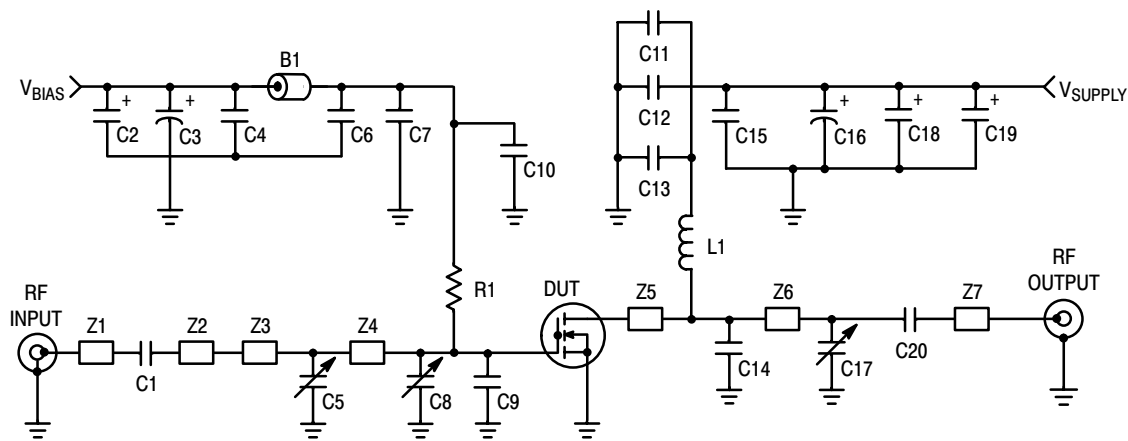 C11
B1
VBIAS
+
+
C2
C3
C4
C6
C7
C10
C12
C13
VSUPPLY
+
+
+
C15
C16
C18
C19
L1
R1
RF
INPUT
DUT
RF
OUTPUT
Z1
Z2
Z3
Z4
Z5
Z6
Z7
C1
C5
C8
C9
C14
C17
C20